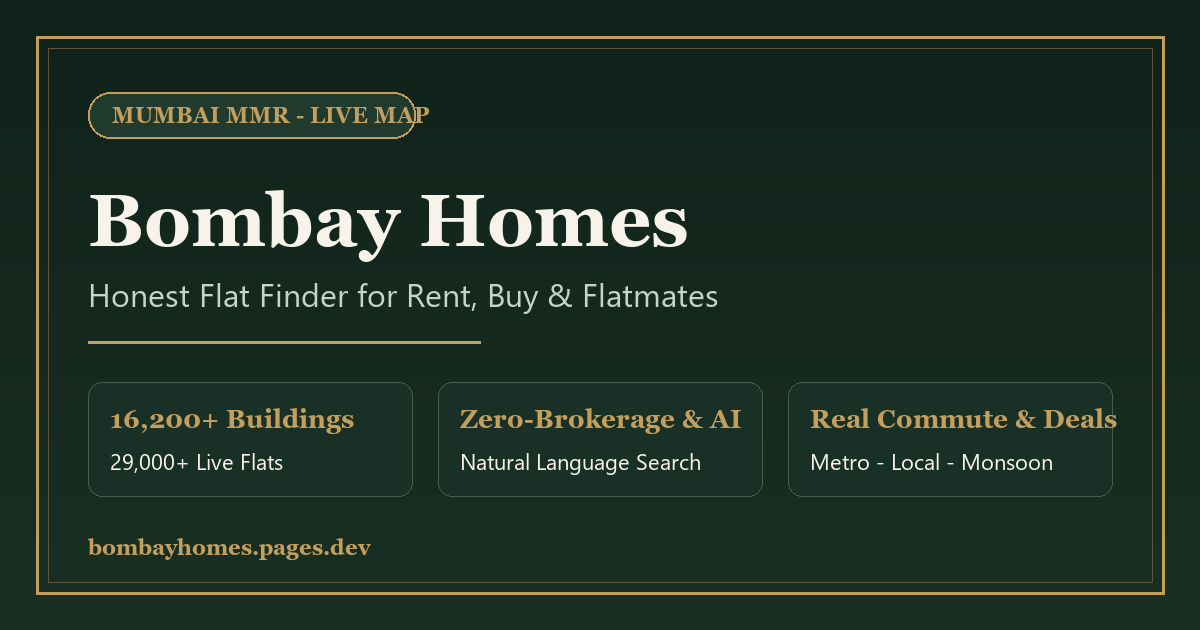 MUMBAI MMR - LIVE MAP
Bombay Homes
Honest Flat Finder for Rent, Buy & Flatmates
16,200+ Buildings
29,000+ Live Flats
Zero-Brokerage & AI
Natural Language Search
Real Commute & Deals
Metro - Local - Monsoon
bombayhomes.pages.dev